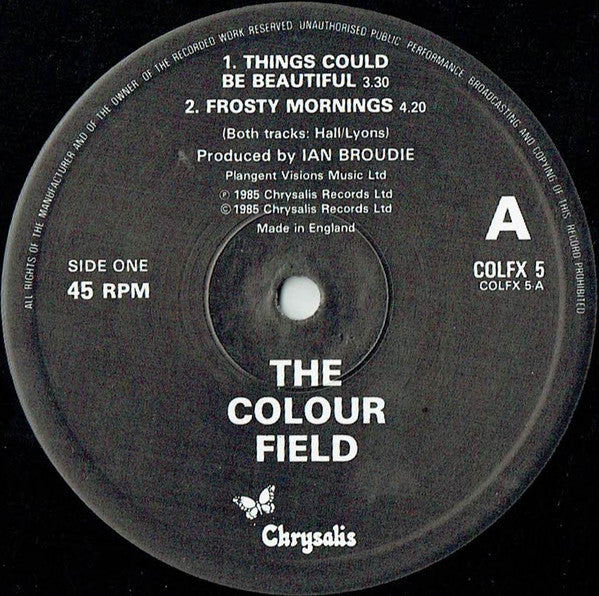 ALL RIGHTS OF THE MANUFACTURER AND OF THE OWNER OF THE RECORDED WORK RESERVED. UNAUTHORISED PUBLIC PERFORMANCE BROADCASTING AND COPYING OF THIS RECORD PROHIBITED
1. THINGS COULD
BE BEAUTIFUL 3.30
2. FROSTY MORNINGS 4.20
(Both tracks: Hall/Lyons)
Produced by IAN BROUDIE
Plangent Visions Music Ltd
℗ 1985 Chrysalis Records Ltd
© 1985 Chrysalis Records Ltd
Made in England
A
SIDE ONE
45 RPM
COLFX 5
COLFX 5-A
THE
COLOUR
FIELD
Chrysalis